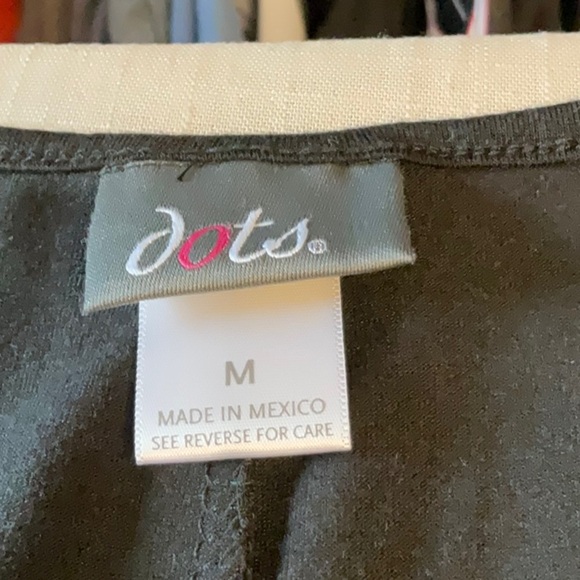 dots®
M
MADE IN MEXICO
SEE REVERSE FOR CARE